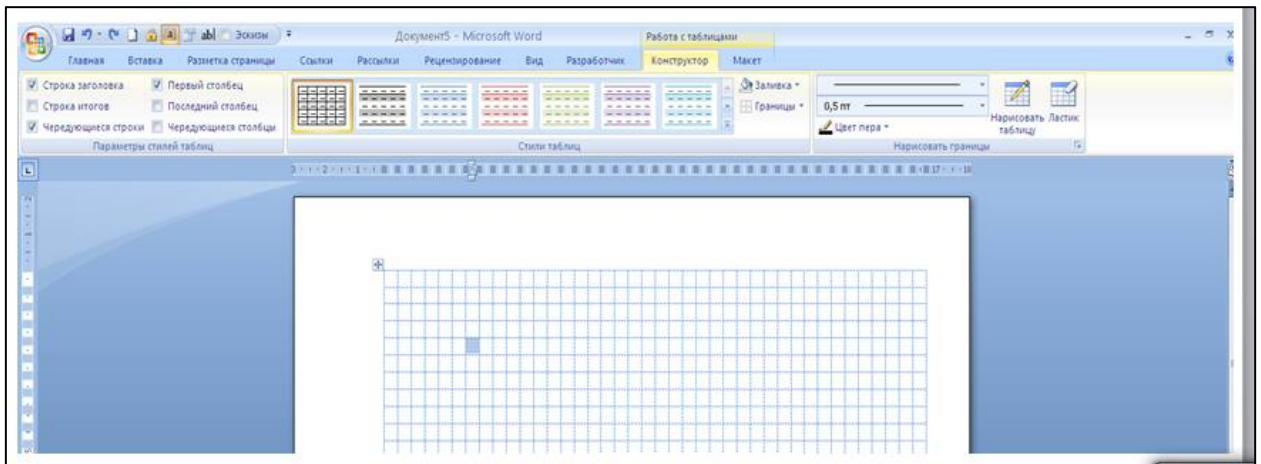 abl Эскизы Документ5 - Microsoft Word Работа с таблицами
Главная Вставка Разметка страницы Ссылки Рассылки Рецензирование Вид Разработчик Конструктор Макет
Строка заголовка Первый столбец Заливка
Строка итогов Последний столбец Границы 0,5 пт Нарисовать таблицу Ластик
Чередующиеся строки Чередующиеся столбцы Цвет пера
Параметры стилей таблиц Стили таблиц Нарисовать границы